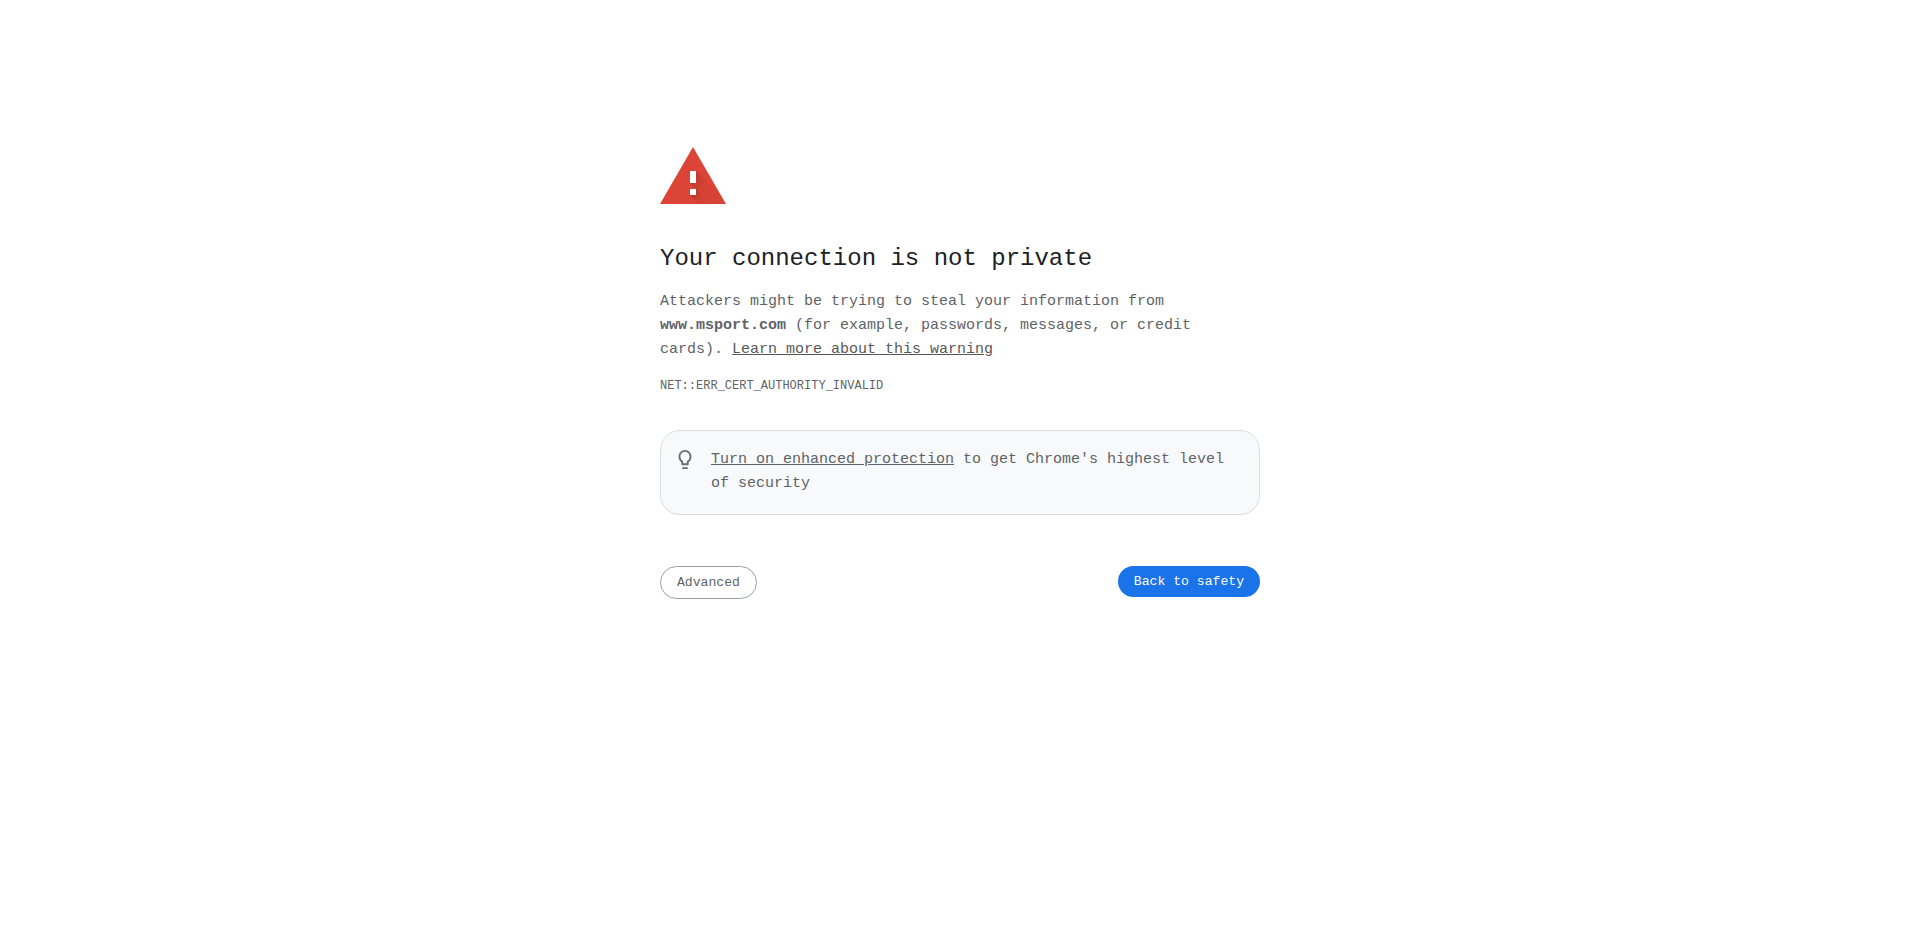 Your connection is not private
Attackers might be trying to steal your information from
www.msport.com (for example, passwords, messages, or credit
cards). Learn more about this warning
NET::ERR_CERT_AUTHORITY_INVALID
Turn on enhanced protection to get Chrome's highest level
of security
Advanced
Back to safety